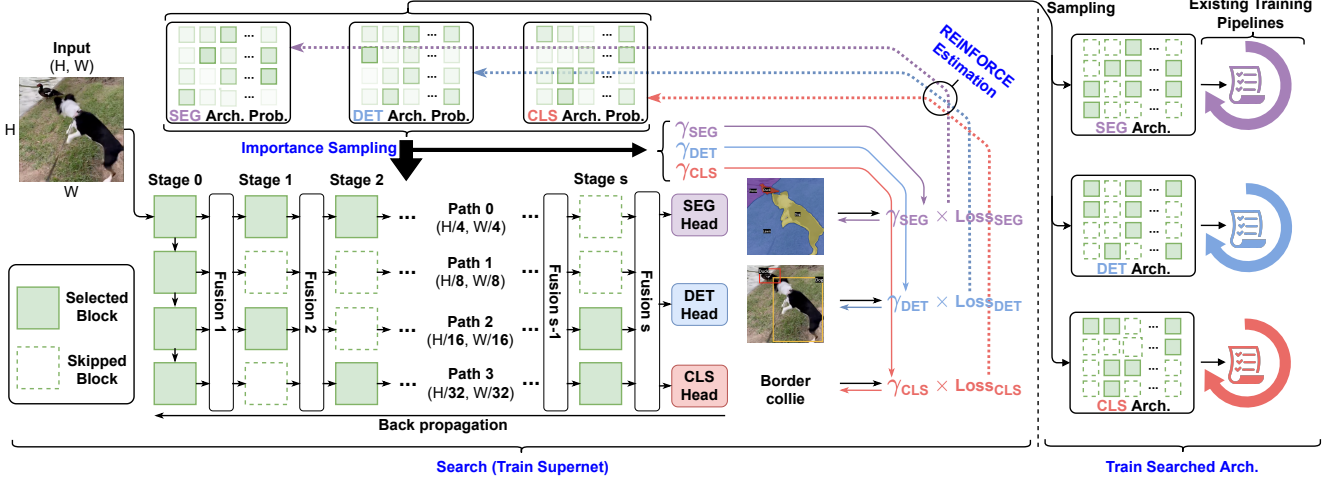 Input
(H, W)
H
W
...
...
...
...
SEG Arch. Prob.
...
...
...
...
DET Arch. Prob.
...
...
...
...
CLS Arch. Prob.
REINFORCE
Estimation
Importance Sampling
γSEG
γDET
γCLS
Stage 0
Stage 1
Stage 2
Stage s
Fusion 1
Fusion 2
Fusion s-1
Fusion s
... Path 0 ...
(H/4, W/4)
... Path 1 ...
(H/8, W/8)
... Path 2 ...
(H/16, W/16)
... Path 3 ...
(H/32, W/32)
SEG
Head
DET
Head
CLS
Head
γSEG × LossSEG
γDET × LossDET
Border
collie
γCLS × LossCLS
Selected
Block
Skipped
Block
Back propagation
Search (Train Supernet)
Sampling
Existing Training
Pipelines
...
...
...
...
SEG Arch.
...
...
...
...
DET Arch.
...
...
...
...
CLS Arch.
Train Searched Arch.